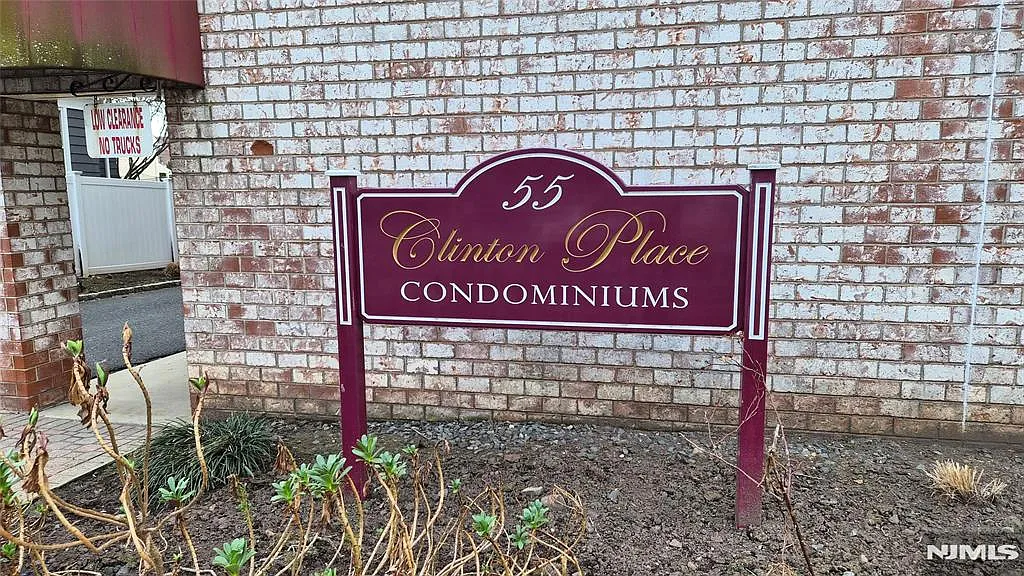 LOW CLEARANCE
NO TRUCKS
55
Clinton Place
CONDOMINIUMS
NJMLS